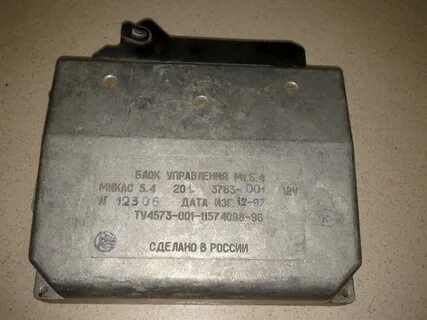 БЛОК УПРАВЛЕНИЯ М1 5.4
МИКАС 5.4 201. 3763-001 12V
№ 12306 ДАТА ИЗГ. 12-97
ТУ4573-001-11574098-96
СДЕЛАНО В РОССИИ